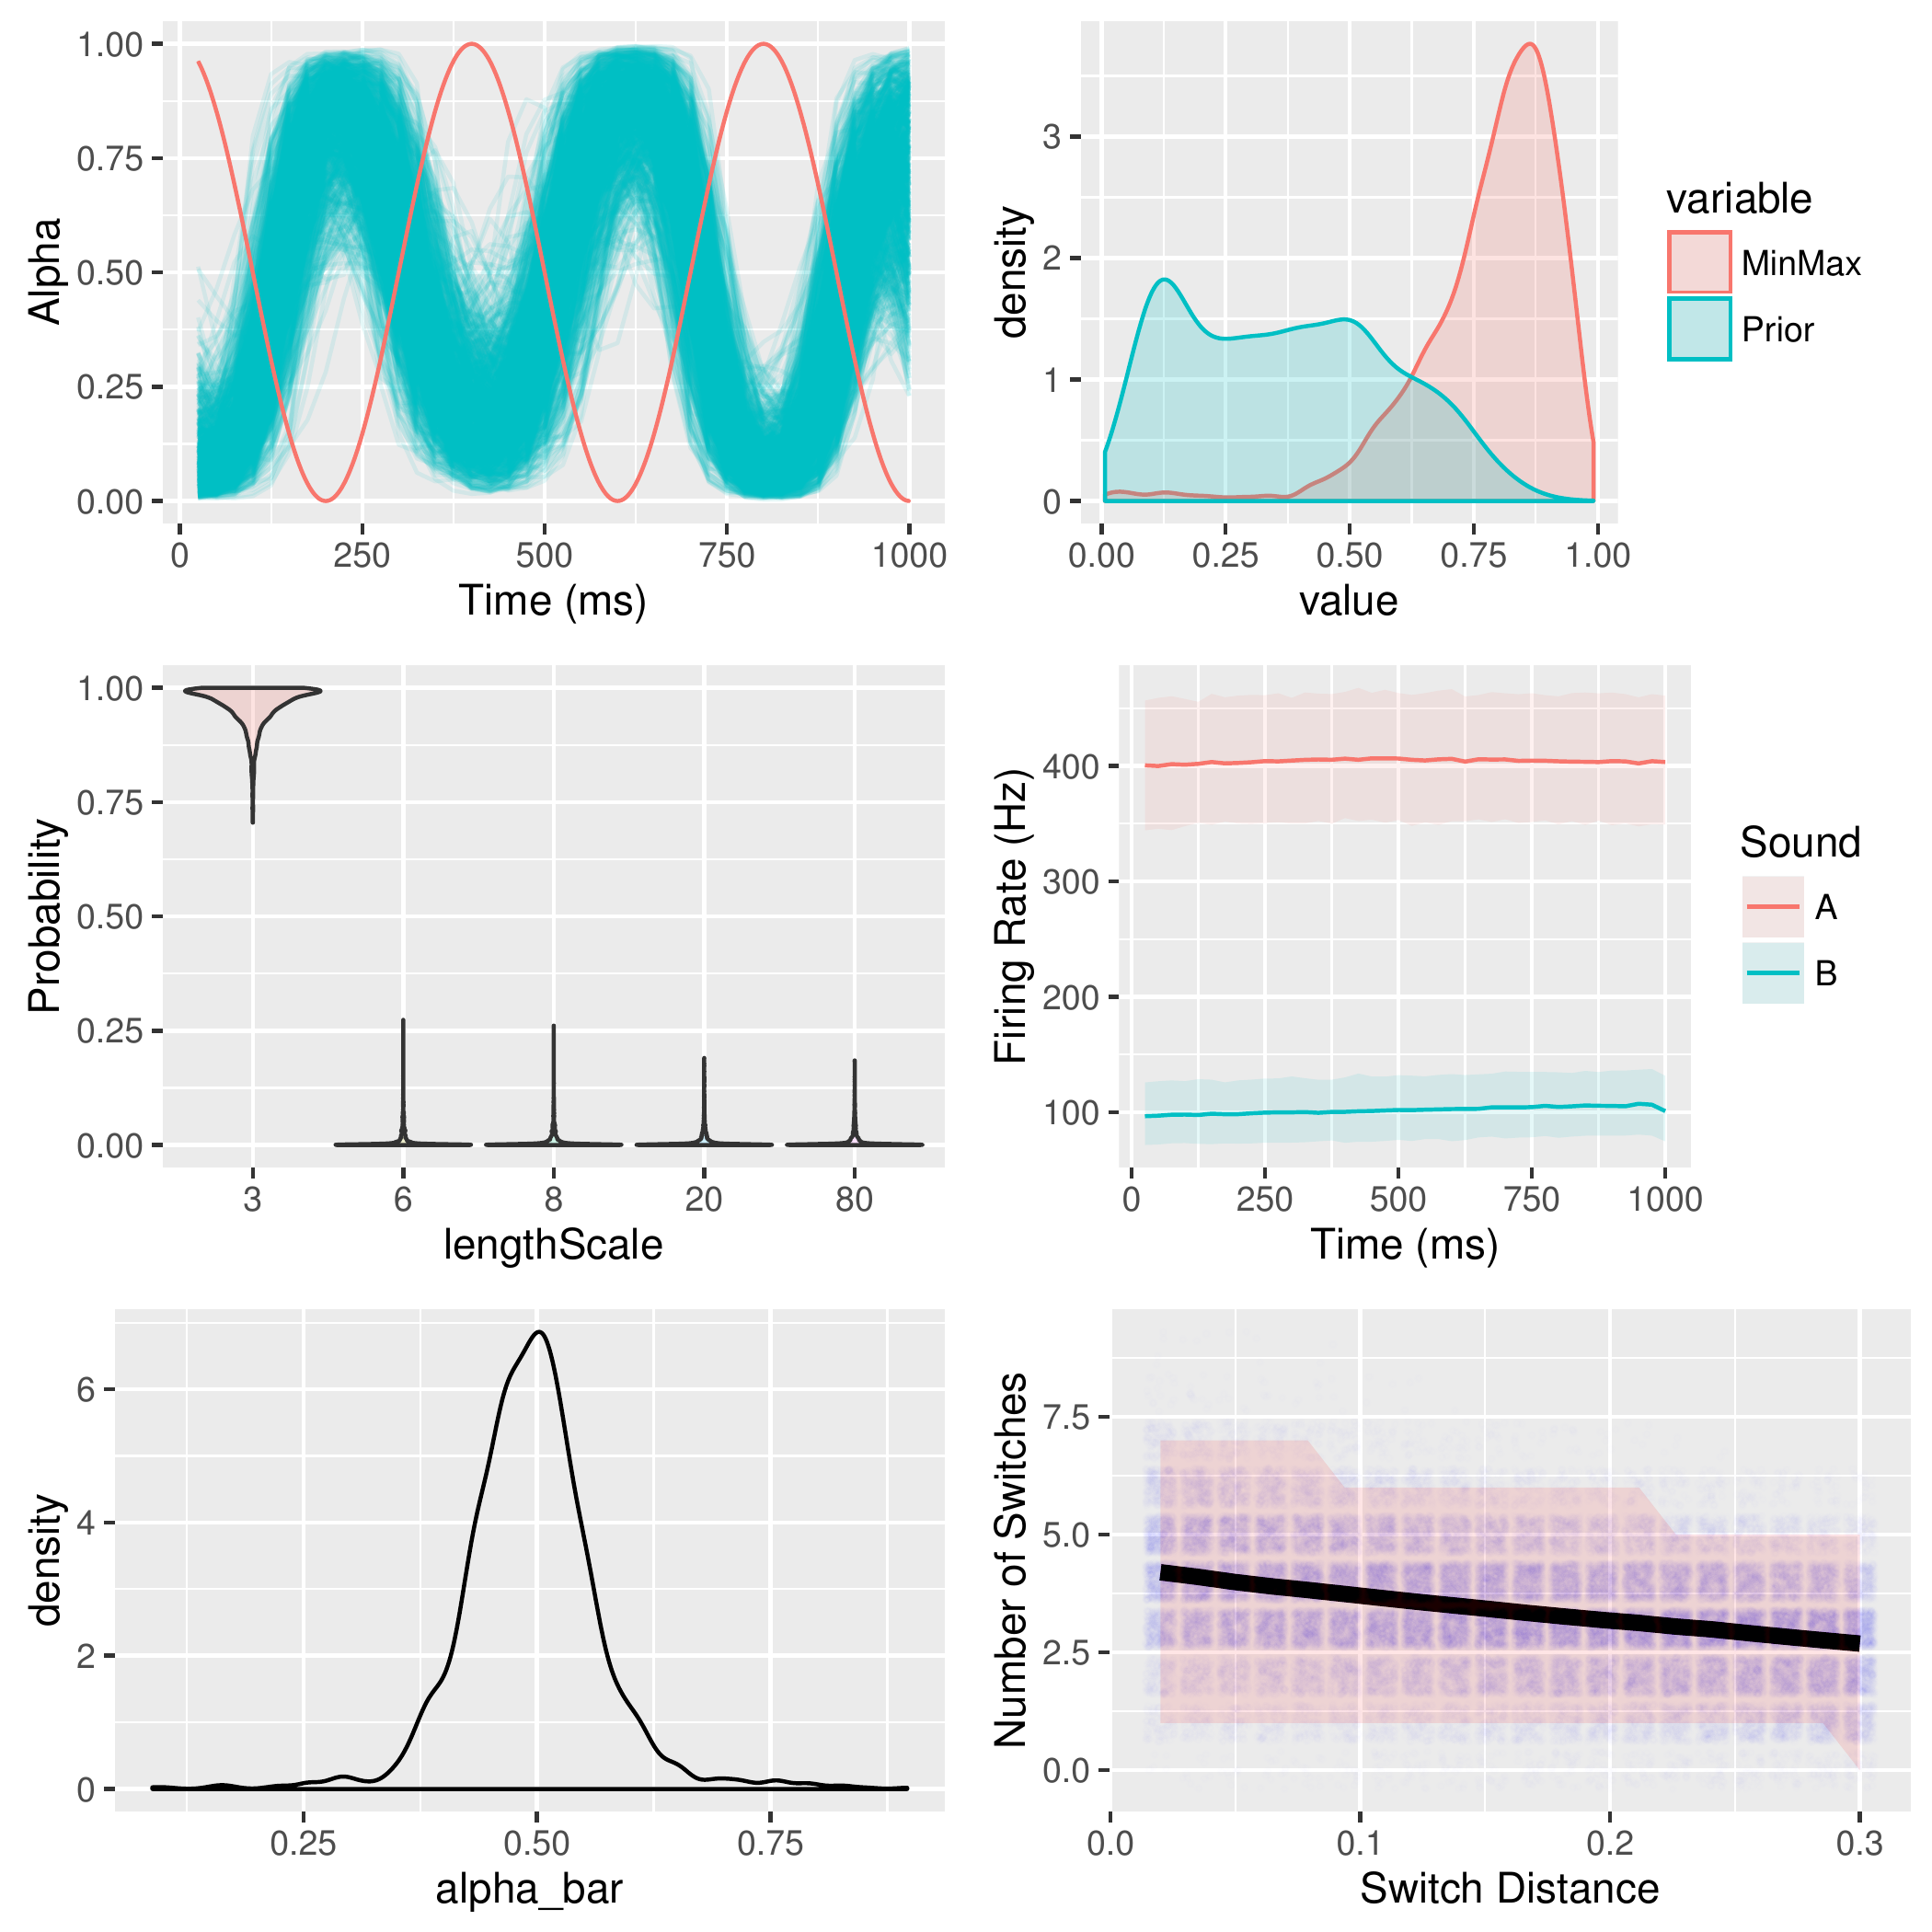 Alpha
1.00
0.75
0.50
0.25
0.00
0 250 500 750 1000
Time (ms)
density
3
2
1
0
0.00 0.25 0.50 0.75 1.00
value
variable
MinMax
Prior
Probability
1.00
0.75
0.50
0.25
0.00
3 6 8 20 80
lengthScale
Firing Rate (Hz)
400
300
200
100
0 250 500 750 1000
Time (ms)
Sound
A
B
density
6
4
2
0
0.25 0.50 0.75
alpha_bar
Number of Switches
7.5
5.0
2.5
0.0
0.0 0.1 0.2 0.3
Switch Distance